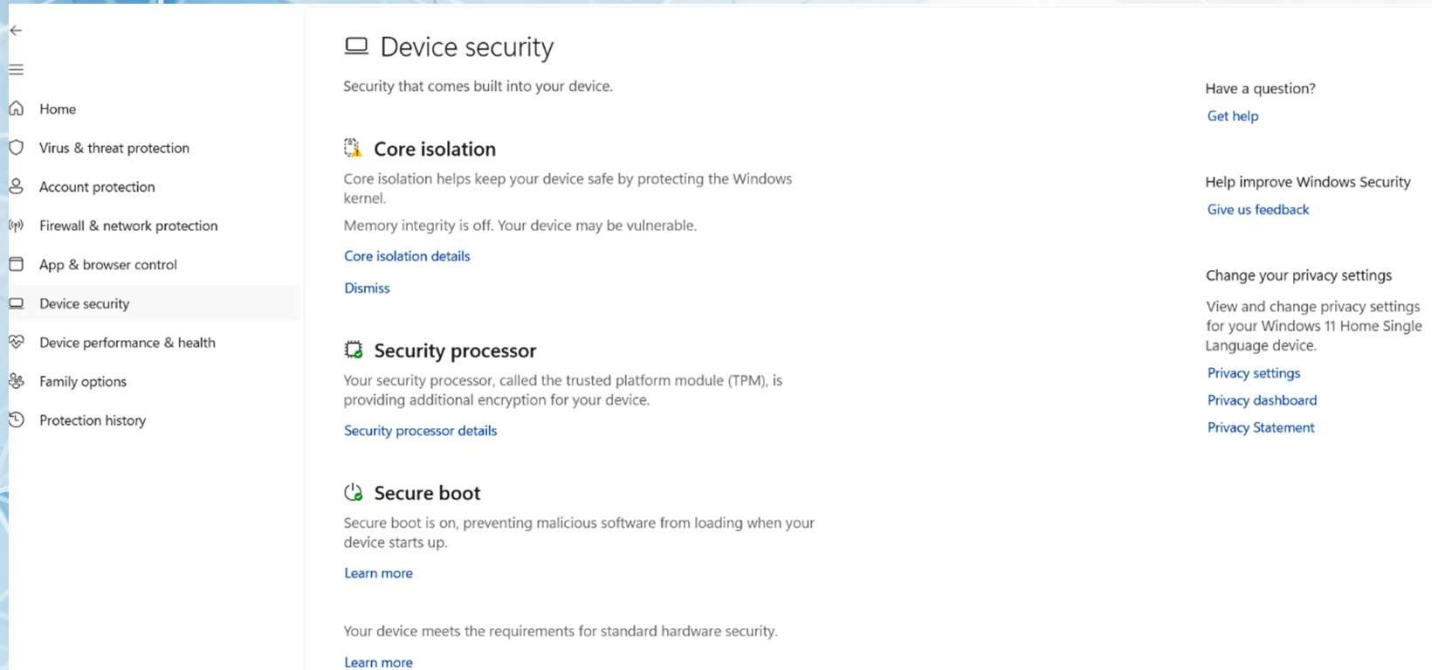 Home
Virus & threat protection
Account protection
Firewall & network protection
App & browser control
Device security
Device performance & health
Family options
Protection history
Device security
Security that comes built into your device.
Core isolation
Core isolation helps keep your device safe by protecting the Windows
kernel.
Memory integrity is off. Your device may be vulnerable.
Core isolation details
Dismiss
Security processor
Your security processor, called the trusted platform module (TPM), is
providing additional encryption for your device.
Security processor details
Secure boot
Secure boot is on, preventing malicious software from loading when your
device starts up.
Learn more
Your device meets the requirements for standard hardware security.
Learn more
Have a question?
Get help
Help improve Windows Security
Give us feedback
Change your privacy settings
View and change privacy settings
for your Windows 11 Home Single
Language device.
Privacy settings
Privacy dashboard
Privacy Statement